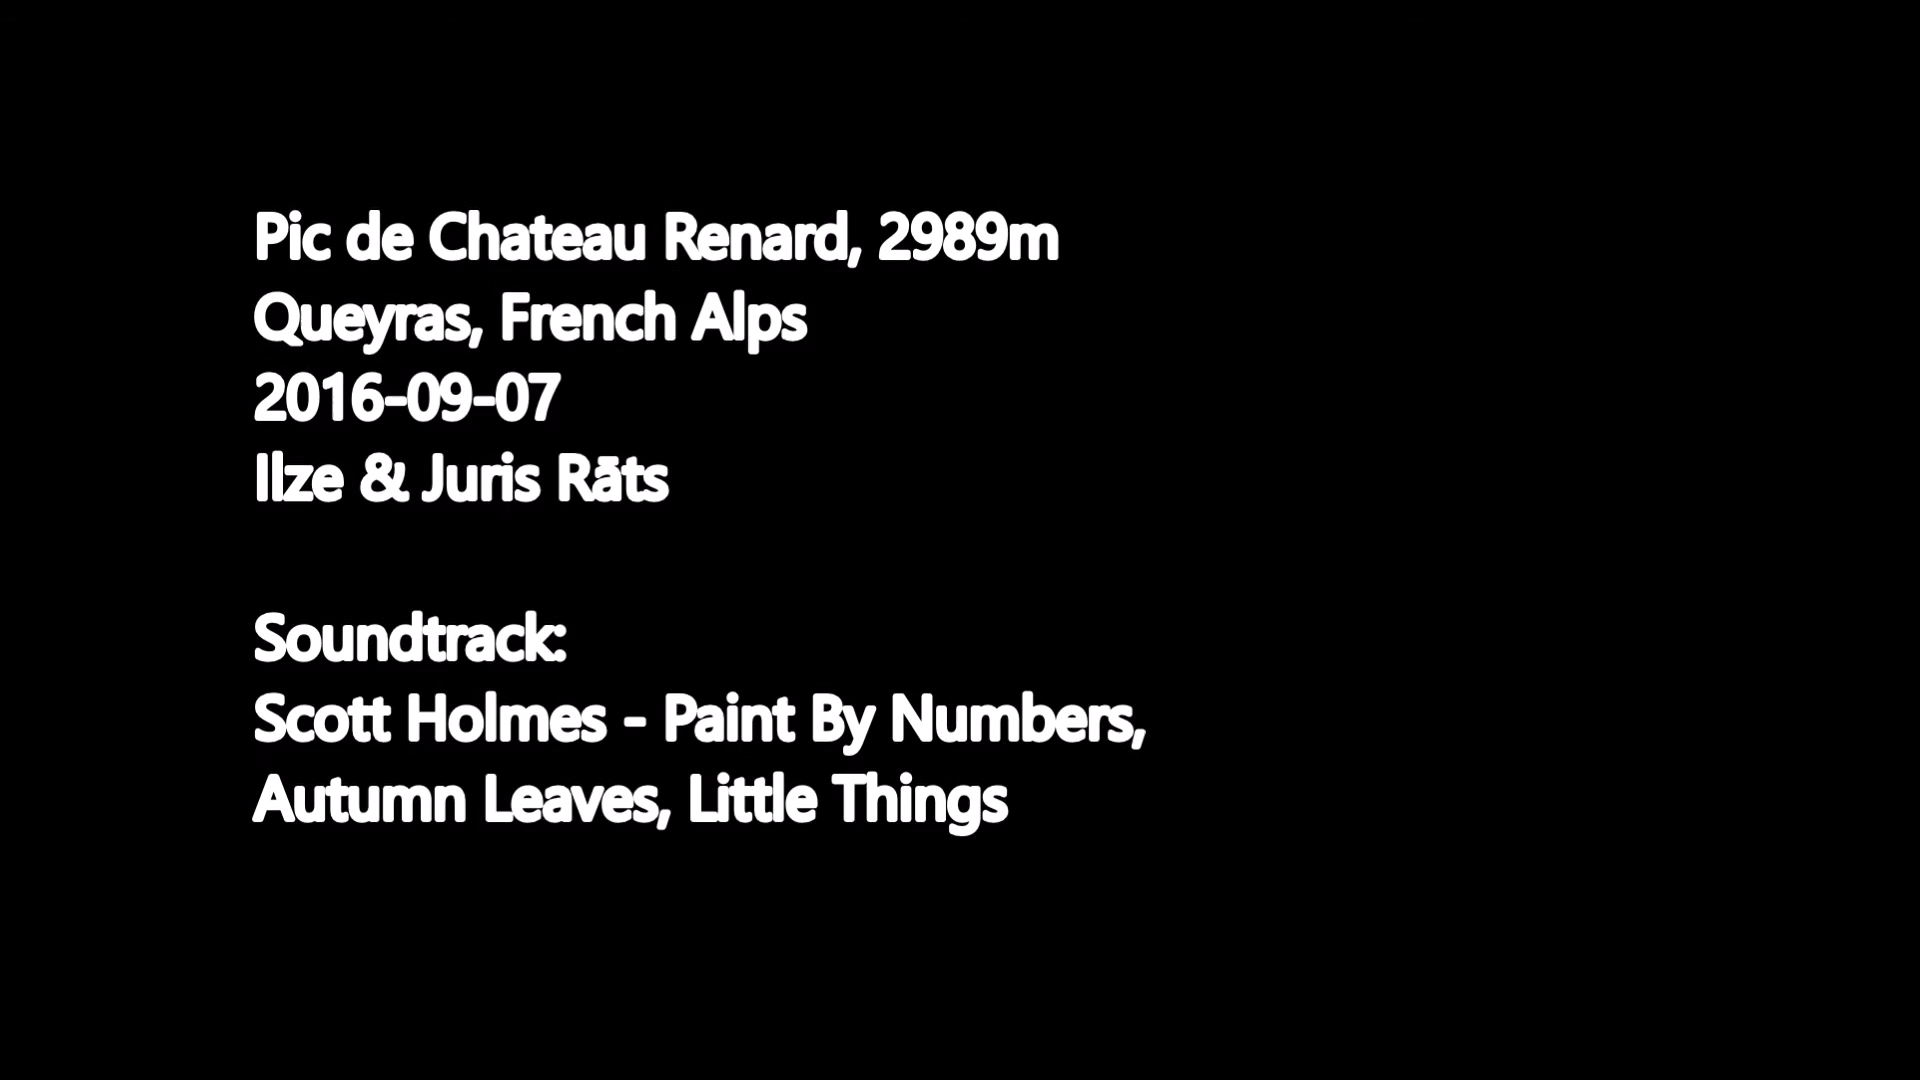 Pic de Chateau Renard, 2989m
Queyras, French Alps
2016-09-07
Ilze & Juris Rāts
Soundtrack:
Scott Holmes - Paint By Numbers,
Autumn Leaves, Little Things